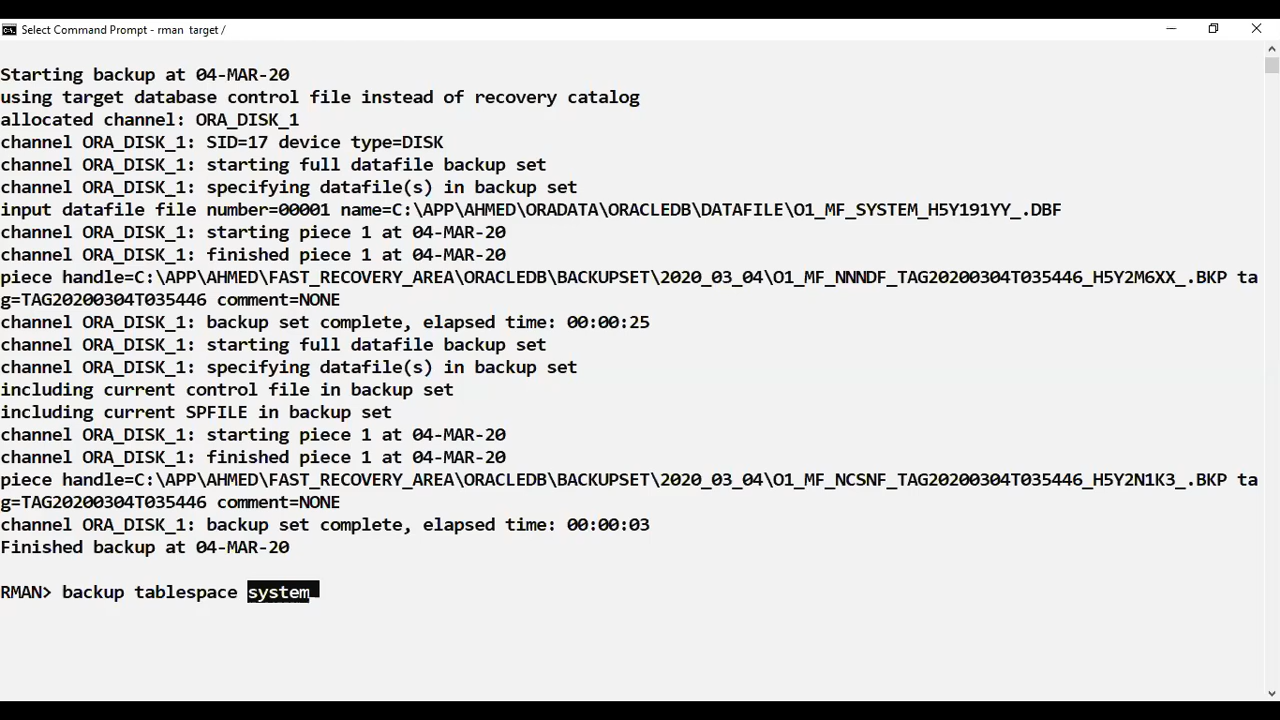 Select Command Prompt - rman target /
Starting backup at 04-MAR-20
using target database control file instead of recovery catalog
allocated channel: ORA_DISK_1
channel ORA_DISK_1: SID=17 device type=DISK
channel ORA_DISK_1: starting full datafile backup set
channel ORA_DISK_1: specifying datafile(s) in backup set
input datafile file number=00001 name=C:\APP\AHMED\ORADATA\ORACLEDB\DATAFILE\O1_MF_SYSTEM_H5Y191YY_.DBF
channel ORA_DISK_1: starting piece 1 at 04-MAR-20
channel ORA_DISK_1: finished piece 1 at 04-MAR-20
piece handle=C:\APP\AHMED\FAST_RECOVERY_AREA\ORACLEDB\BACKUPSET\2020_03_04\O1_MF_NNNDF_TAG20200304T035446_H5Y2M6XX_.BKP ta
g=TAG20200304T035446 comment=NONE
channel ORA_DISK_1: backup set complete, elapsed time: 00:00:25
channel ORA_DISK_1: starting full datafile backup set
channel ORA_DISK_1: specifying datafile(s) in backup set
including current control file in backup set
including current SPFILE in backup set
channel ORA_DISK_1: starting piece 1 at 04-MAR-20
channel ORA_DISK_1: finished piece 1 at 04-MAR-20
piece handle=C:\APP\AHMED\FAST_RECOVERY_AREA\ORACLEDB\BACKUPSET\2020_03_04\O1_MF_NCSNF_TAG20200304T035446_H5Y2N1K3_.BKP ta
g=TAG20200304T035446 comment=NONE
channel ORA_DISK_1: backup set complete, elapsed time: 00:00:03
Finished backup at 04-MAR-20
RMAN> backup tablespace system